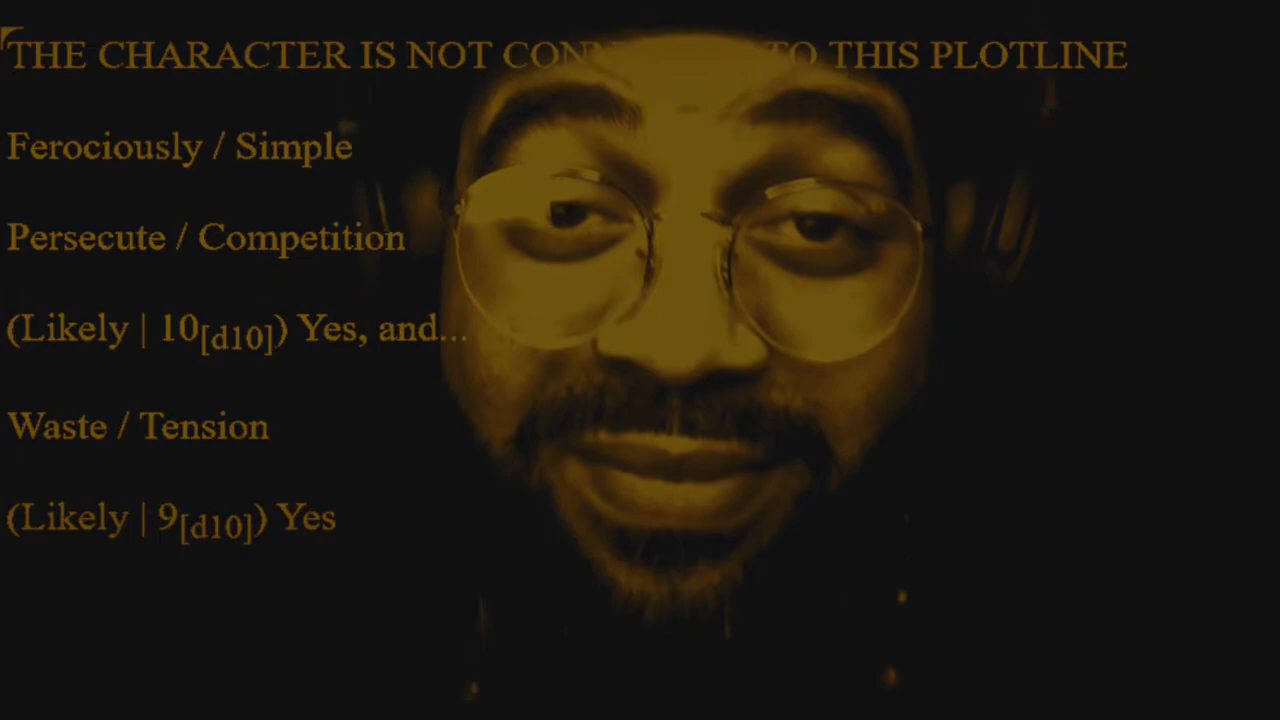 THE CHARACTER IS NOT CONN TO THIS PLOTLINE
Ferociously / Simple
Persecute / Competition
(Likely | 10[d10]) Yes, and...
Waste / Tension
(Likely | 9[d10]) Yes